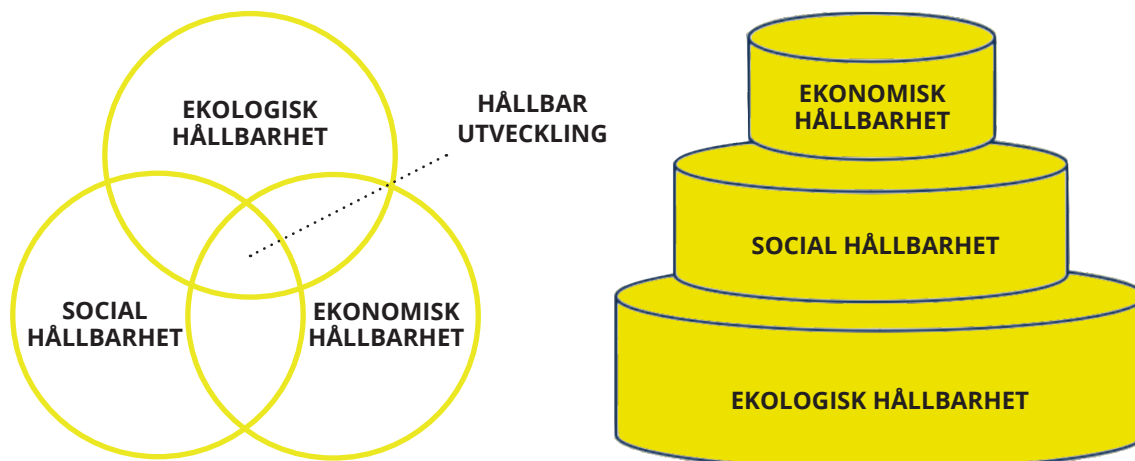 EKOLOGISK
HÅLLBARHET
HÅLLBAR
UTVECKLING
SOCIAL
HÅLLBARHET
EKONOMISK
HÅLLBARHET
EKONOMISK
HÅLLBARHET
SOCIAL HÅLLBARHET
EKOLOGISK HÅLLBARHET